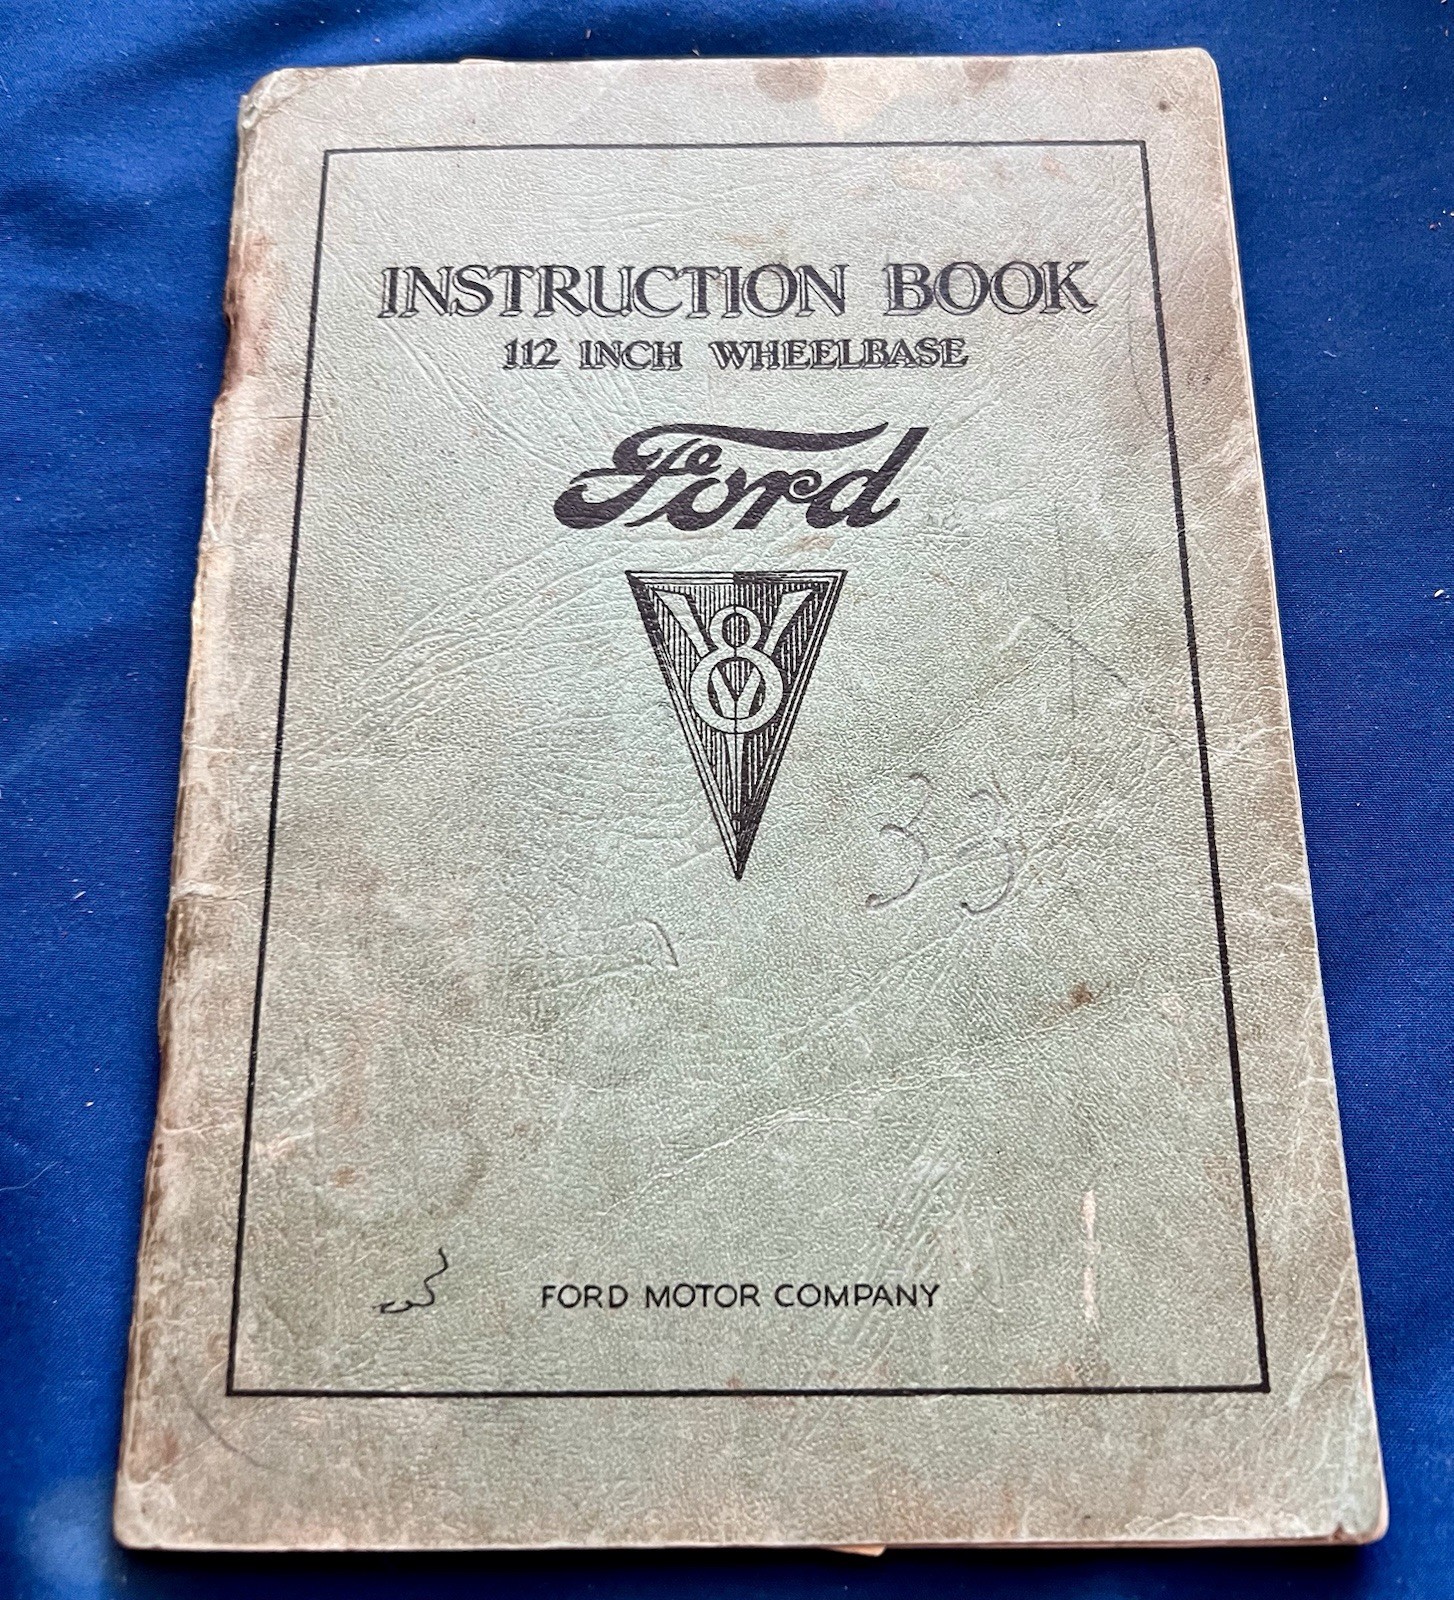 INSTRUCTION BOOK
112 INCH WHEELBASE
Ford
V8
33
FORD MOTOR COMPANY